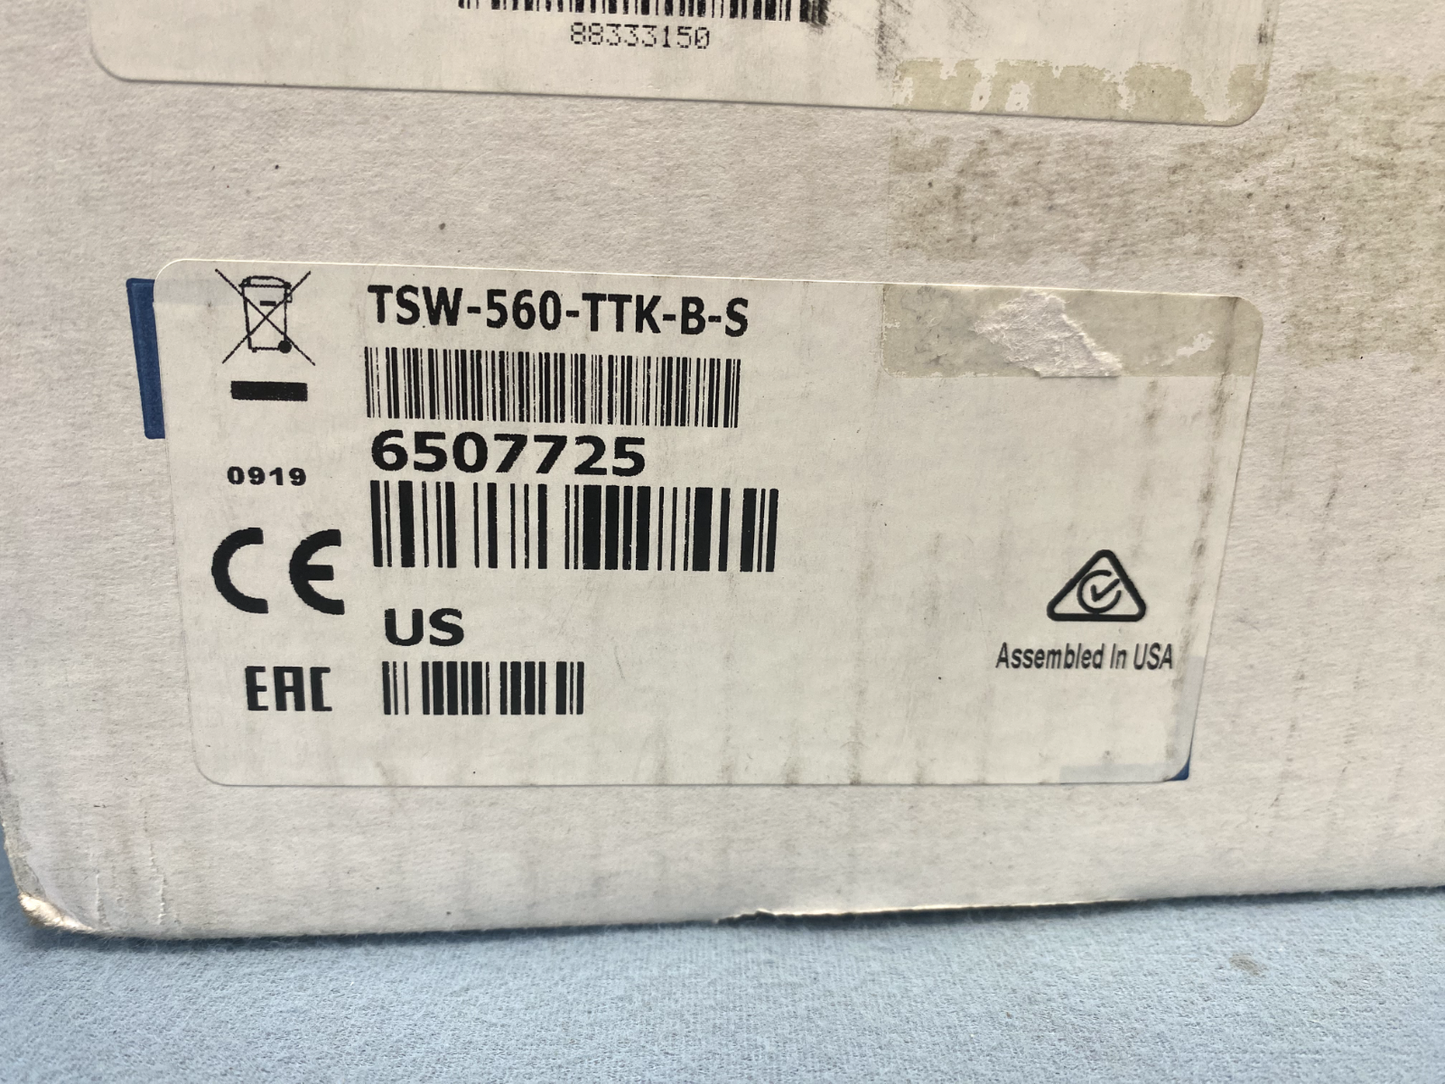 88333150
TSW-560-TTK-B-S
6507725
0919
CE
US
EAC
Assembled In USA